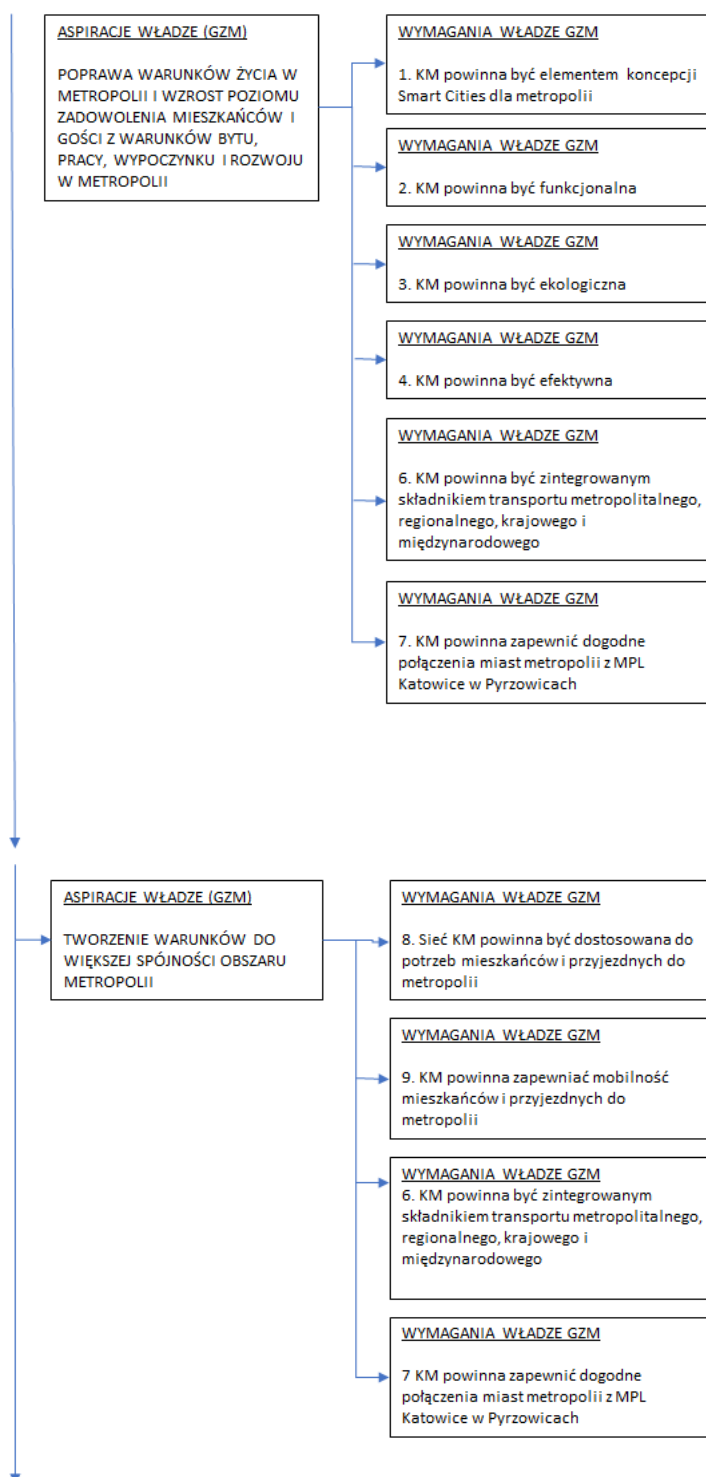 ASPIRACJE WŁADZE (GZM)
POPRAWA WARUNKÓW ŻYCIA W
METROPOLII I WZROST POZIOMU
ZADOWOLENIA MIESZKAŃCÓW I
GOŚCI Z WARUNKÓW BYTU,
PRACY, WYPOCZYNKU I ROZWOJU
W METROPOLII
WYMAGANIA WŁADZE GZM
1. KM powinna być elementem koncepcji
Smart Cities dla metropolii
WYMAGANIA WŁADZE GZM
2. KM powinna być funkcjonalna
WYMAGANIA WŁADZE GZM
3. KM powinna być ekologiczna
WYMAGANIA WŁADZE GZM
4. KM powinna być efektywna
WYMAGANIA WŁADZE GZM
6. KM powinna być zintegrowanym
składnikiem transportu metropolitalnego,
regionalnego, krajowego i
międzynarodowego
WYMAGANIA WŁADZE GZM
7. KM powinna zapewnić dogodne
połączenia miast metropolii z MPL
Katowice w Pyrzowicach
ASPIRACJE WŁADZE (GZM)
TWORZENIE WARUNKÓW DO
WIĘKSZEJ SPÓJNOŚCI OBSZARU
METROPOLII
WYMAGANIA WŁADZE GZM
8. Sieć KM powinna być dostosowana do
potrzeb mieszkańców i przyjezdnych do
metropolii
WYMAGANIA WŁADZE GZM
9. KM powinna zapewniać mobilność
mieszkańców i przyjezdnych do
metropolii
WYMAGANIA WŁADZE GZM
6. KM powinna być zintegrowanym
składnikiem transportu metropolitalnego,
regionalnego, krajowego i
międzynarodowego
WYMAGANIA WŁADZE GZM
7 KM powinna zapewnić dogodne
połączenia miast metropolii z MPL
Katowice w Pyrzowicach